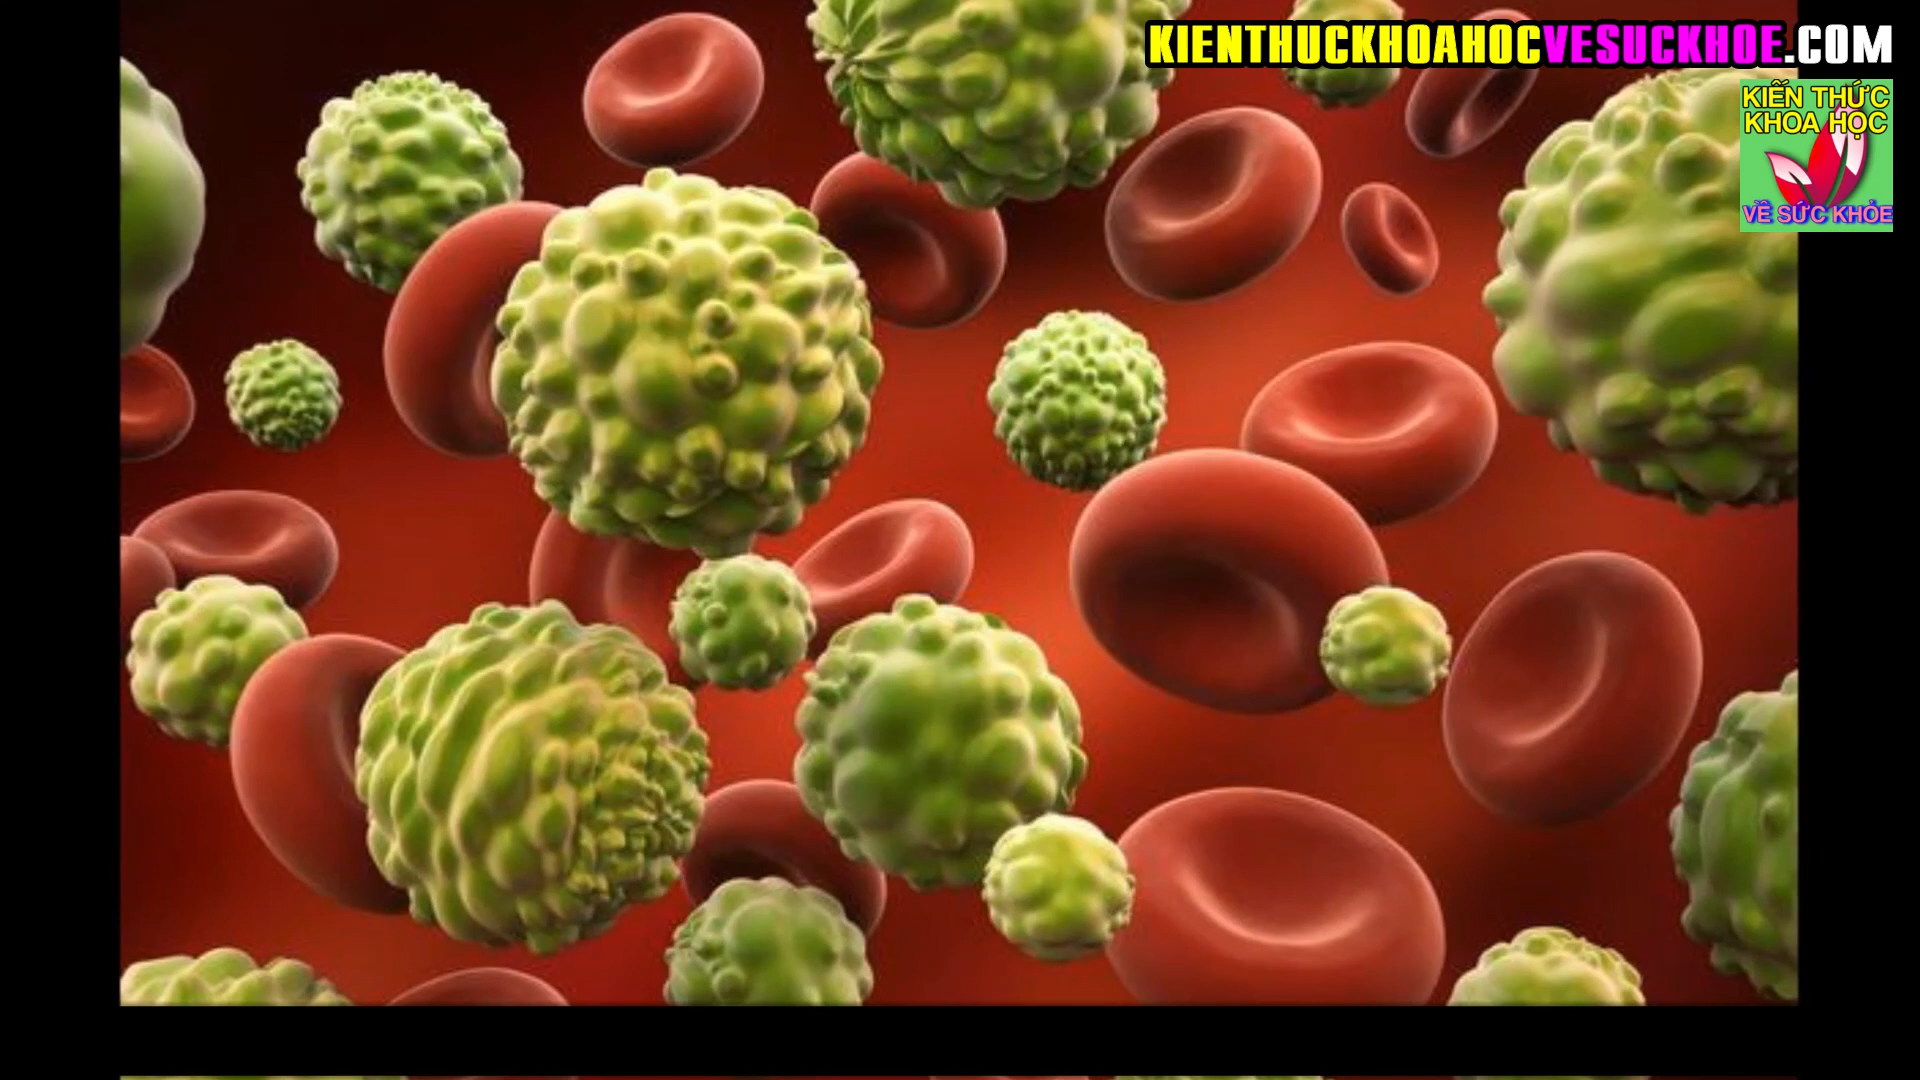 KIENTHUCKHOAHOCVESUCKHOE.COM
KIẾN THỨC
KHOA HỌC
VỀ SỨC KHỎE